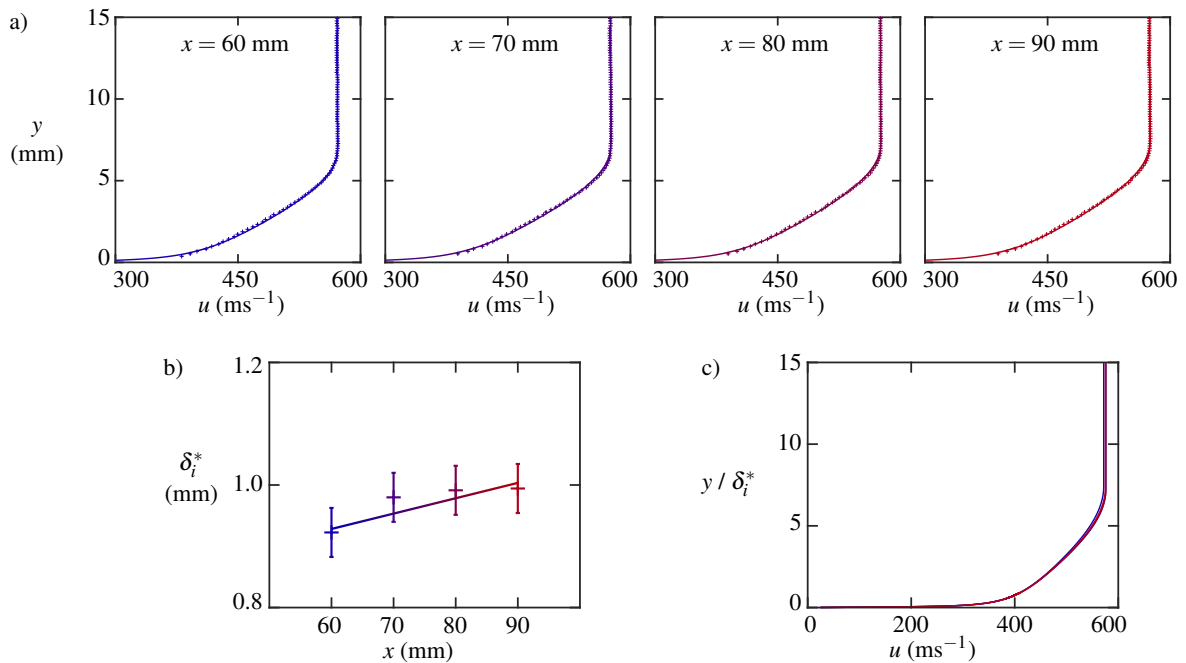 a)
15
10
5
0
y
(mm)
x = 60 mm
x = 70 mm
x = 80 mm
x = 90 mm
300 450 600
300 450 600
300 450 600
300 450 600
u (ms⁻¹)
u (ms⁻¹)
u (ms⁻¹)
u (ms⁻¹)
b)
1.2
1.0
0.8
δᵢ*
(mm)
60 70 80 90
x (mm)
c)
15
10
5
0
y / δᵢ*
0 200 400 600
u (ms⁻¹)